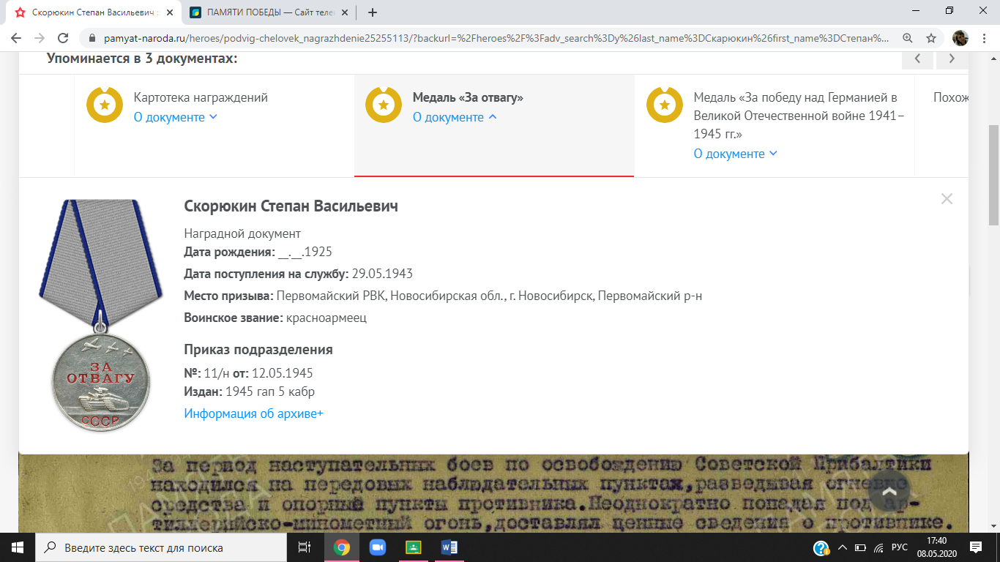 Скорюкин Степан Васильевич
ПАМЯТИ ПОБЕДЫ — Сайт теле
pamyat-naroda.ru/heroes/podvig-chelovek_nagrazhdenie25255113/?backurl=%2Fheroes%2F%3Fadv_search%3Dy%26last_name%3DСкарюкин%26first_name%3DСтепан%...
Упоминается в 3 документах:
Картотека награждений
О документе
Медаль «За отвагу»
О документе
Медаль «За победу над Германией в
Великой Отечественной войне 1941–
1945 гг.»
О документе
Похож
Скорюкин Степан Васильевич
Наградной документ
Дата рождения: __.__.1925
Дата поступления на службу: 29.05.1943
Место призыва: Первомайский РВК, Новосибирская обл., г. Новосибирск, Первомайский р-н
Воинское звание: красноармеец
Приказ подразделения
№: 11/н от: 12.05.1945
Издан: 1945 гап 5 кабр
Информация об архиве+
ЗА
ОТВАГУ
СССР
За период наступательных боев по освобождению Советской Прибалтики
находился на передовых наблюдательных пунктах,разведывая огневые
средства и опорные пункты противника.Неоднократно попадая под ар-
тиллерийско-минометный огонь,доставлял ценные сведения о противнике.
Введите здесь текст для поиска
РУС
17:40
08.05.2020